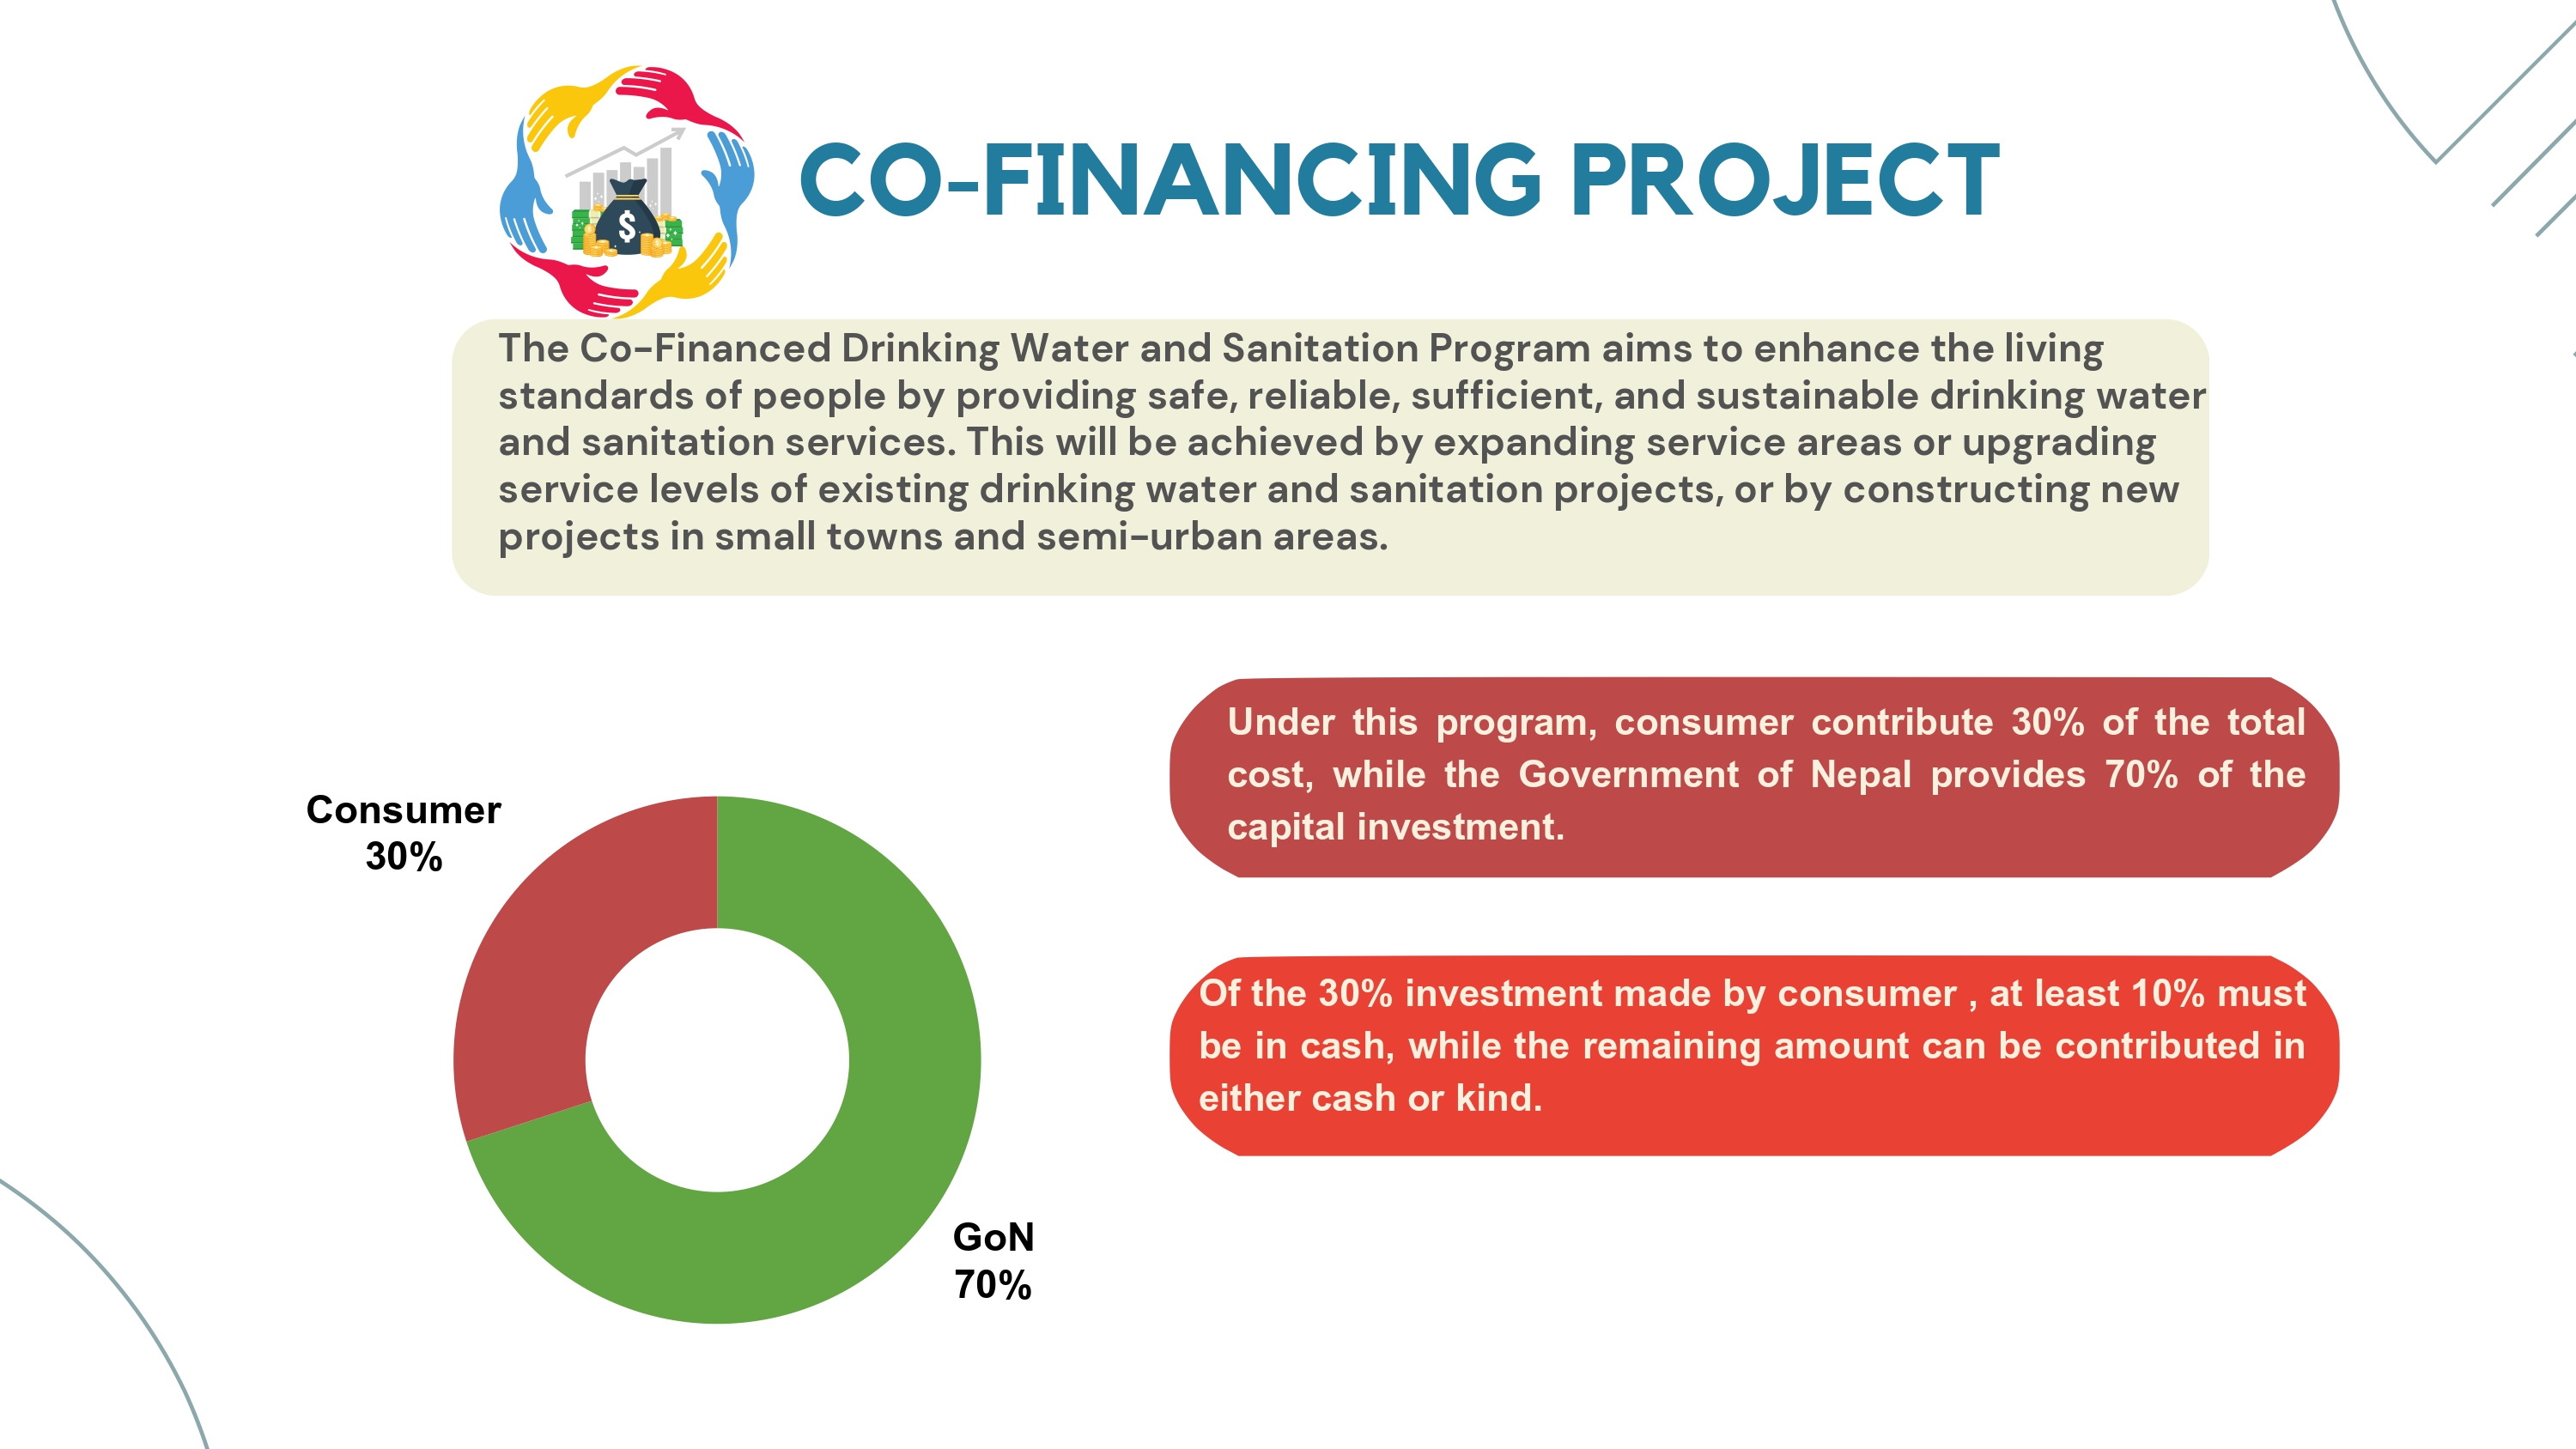 $
CO-FINANCING PROJECT
The Co-Financed Drinking Water and Sanitation Program aims to enhance the living
standards of people by providing safe, reliable, sufficient, and sustainable drinking water
and sanitation services. This will be achieved by expanding service areas or upgrading
service levels of existing drinking water and sanitation projects, or by constructing new
projects in small towns and semi-urban areas.
Consumer
30%
GoN
70%
Under this program, consumer contribute 30% of the total
cost, while the Government of Nepal provides 70% of the
capital investment.
Of the 30% investment made by consumer , at least 10% must
be in cash, while the remaining amount can be contributed in
either cash or kind.